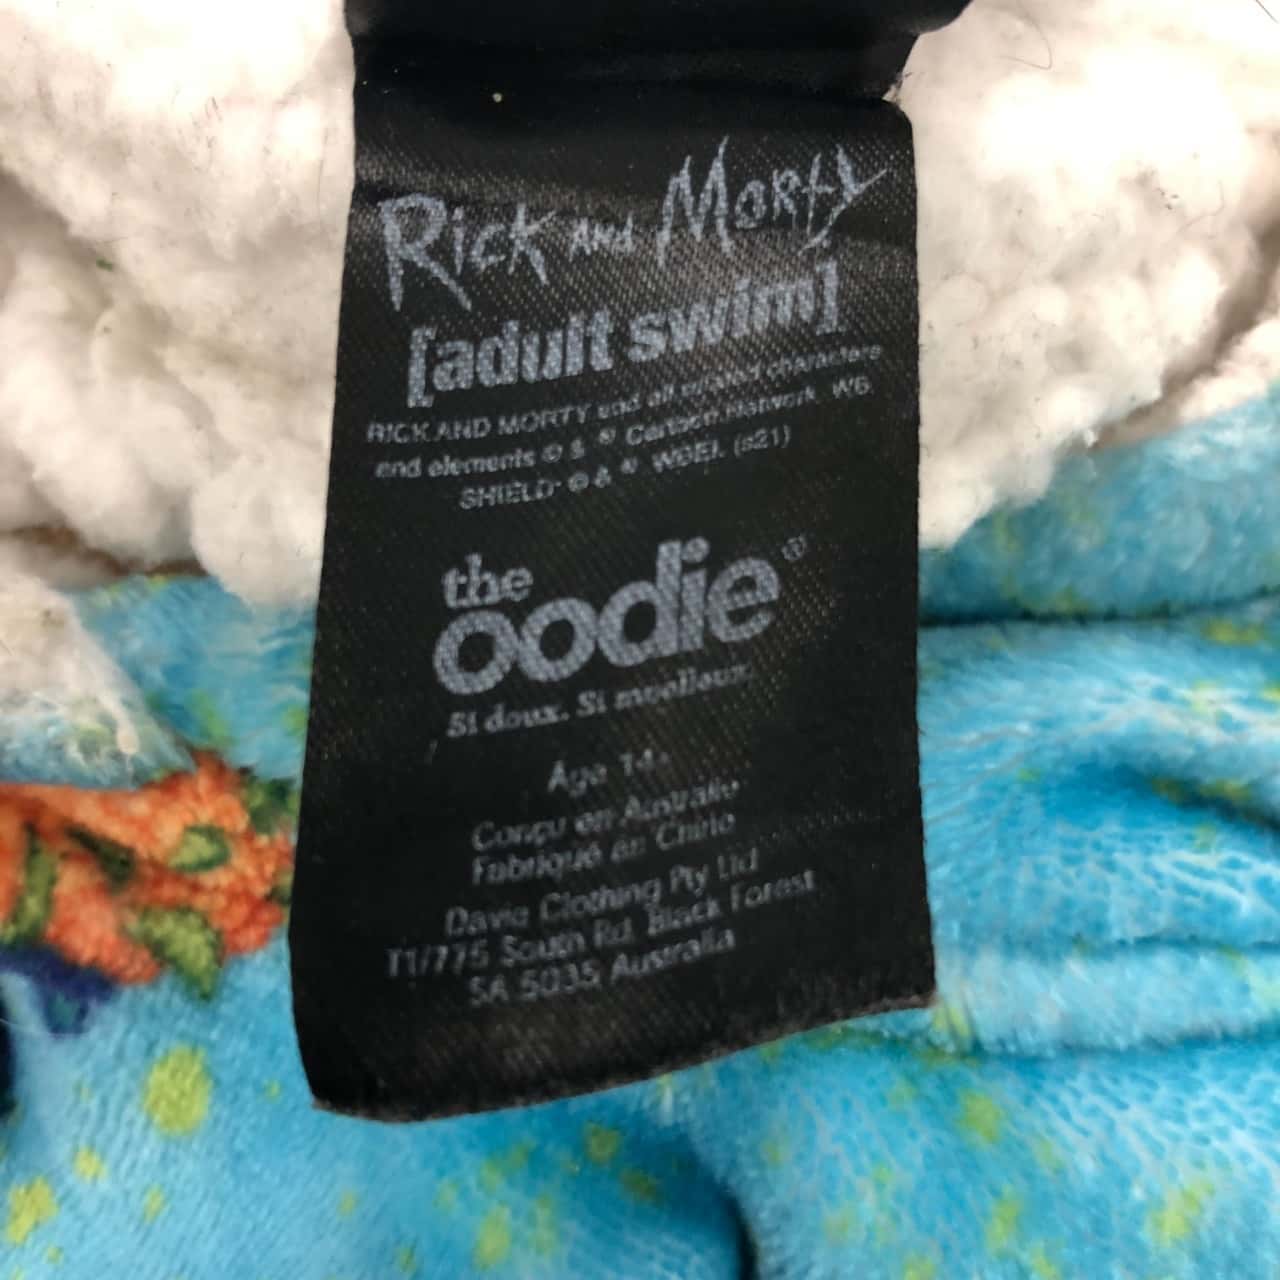 Rick and Morty
[adult swim]
RICK AND MORTY and all related characters
and elements © & ™ Cartoon Network. WB
SHIELD: © & ™ WBEI. (s21)
the
oodie®
Si doux. Si moelleux.
Age 14+
Conçu en Australie
Fabriqué en Chine
Davie Clothing Pty Ltd
T1/775 South Rd, Black Forest
SA 5035 Australia